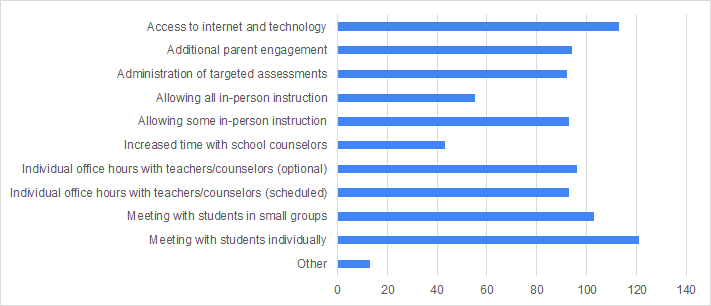 Access to internet and technology
Additional parent engagement
Administration of targeted assessments
Allowing all in-person instruction
Allowing some in-person instruction
Increased time with school counselors
Individual office hours with teachers/counselors (optional)
Individual office hours with teachers/counselors (scheduled)
Meeting with students in small groups
Meeting with students individually
Other
0 20 40 60 80 100 120 140